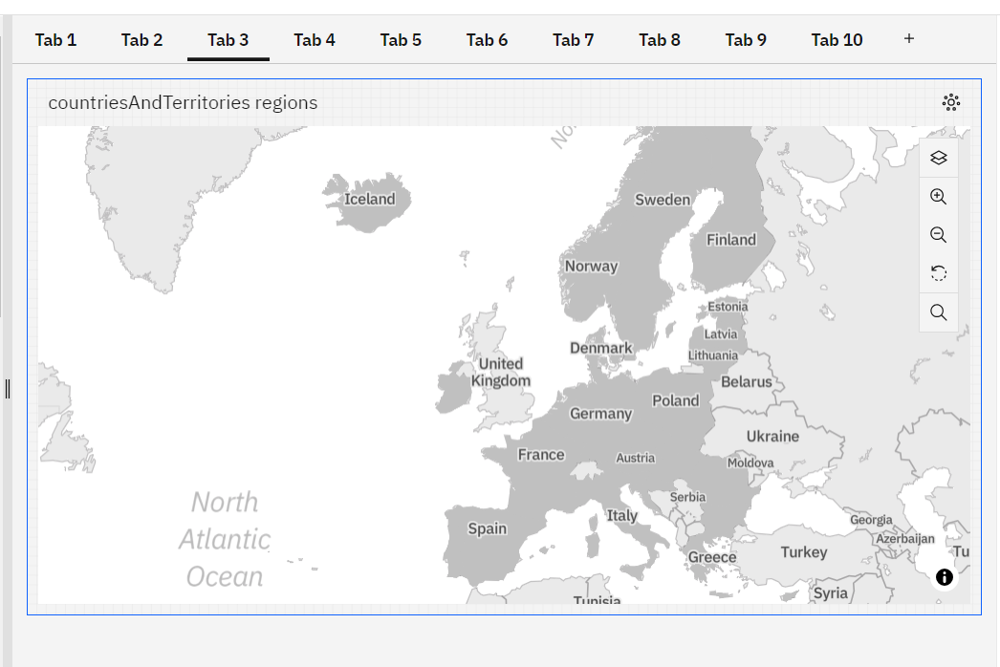 Tab 1 Tab 2 Tab 3 Tab 4 Tab 5 Tab 6 Tab 7 Tab 8 Tab 9 Tab 10 +
countriesAndTerritories regions
Iceland
Sweden
Finland
Norway
Estonia
Latvia
Denmark
Lithuania
United
Kingdom
Belarus
Poland
Germany
Ukraine
France
Austria
Moldova
Serbia
North
Atlantic
Ocean
Italy
Georgia
Spain
Azerbaijan
Turkey
Greece
Syria
Tunisia